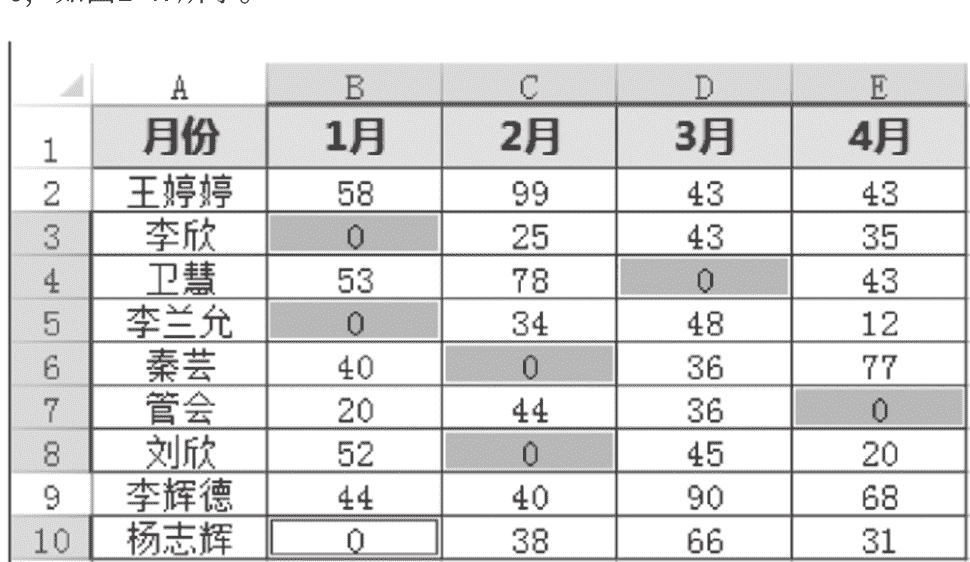 A B C D E
1 月份 1月 2月 3月 4月
2 王婷婷 58 99 43 43
3 李欣 0 25 43 35
4 卫慧 53 78 0 43
5 李兰允 0 34 48 12
6 秦芸 40 0 36 77
7 管会 20 44 36 0
8 刘欣 52 0 45 20
9 李辉德 44 40 90 68
10 杨志辉 0 38 66 31